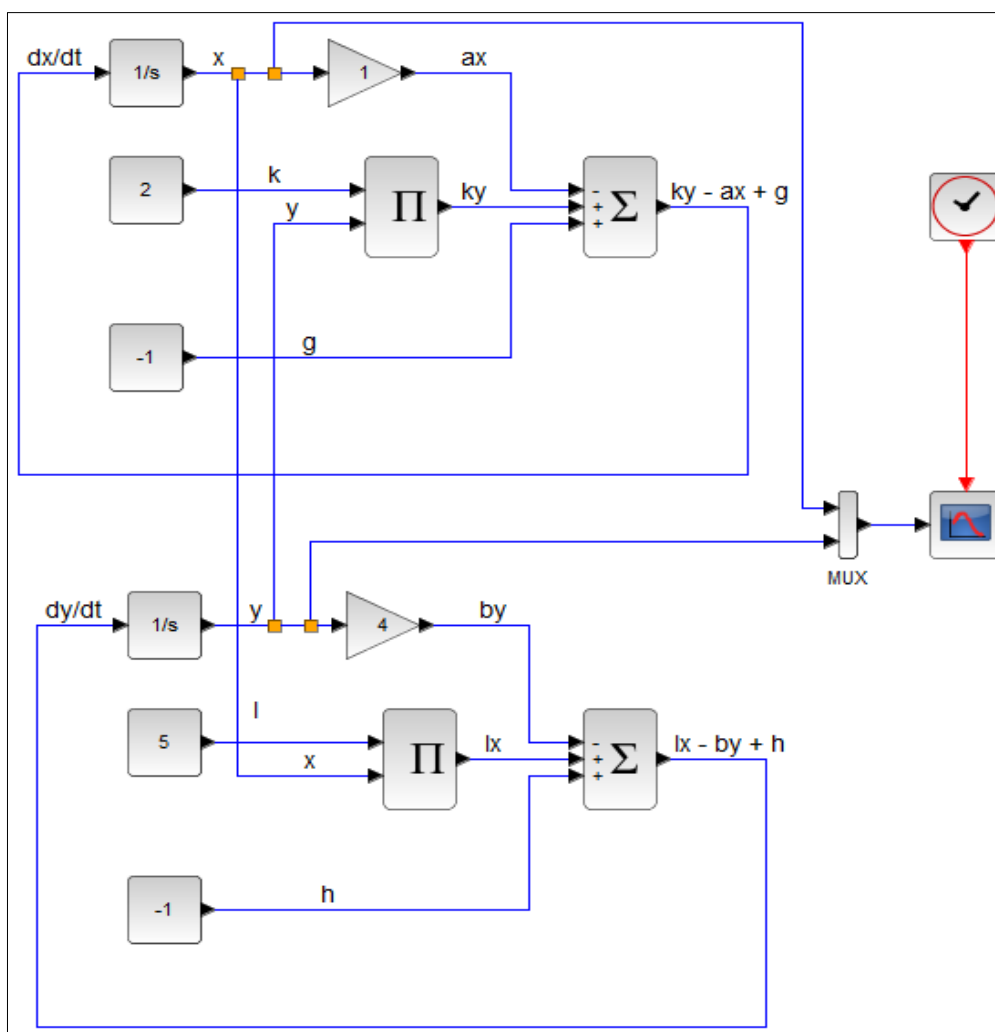 dx/dt
1/s
x
1
ax
2
k
y
Π
ky
-
+
+
Σ
ky - ax + g
-1
g
MUX
dy/dt
1/s
y
4
by
5
l
x
Π
lx
-
+
+
Σ
lx - by + h
-1
h